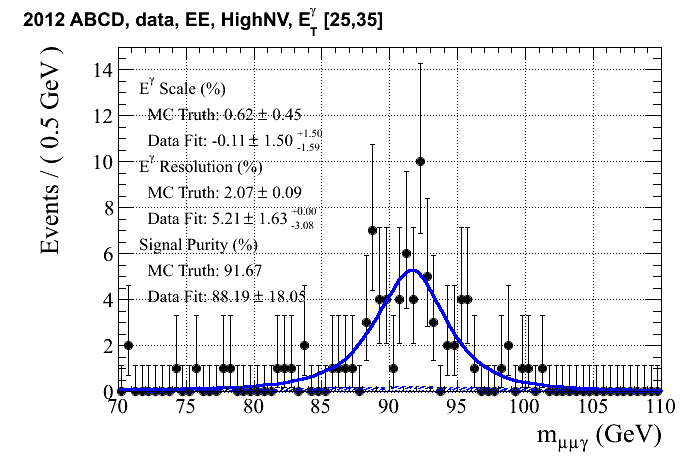 2012 ABCD, data, EE, HighNV, E_T^γ [25,35]
Events / ( 0.5 GeV )
14
12
10
8
6
4
2
0
E^γ Scale (%)
MC Truth: 0.62 ± 0.45
Data Fit: -0.11 ± 1.50 +1.50 -1.59
E^γ Resolution (%)
MC Truth: 2.07 ± 0.09
Data Fit: 5.21 ± 1.63 +0.00 -3.08
Signal Purity (%)
MC Truth: 91.67
Data Fit: 88.19 ± 18.05
70 75 80 85 90 95 100 105 110
m_μμγ (GeV)